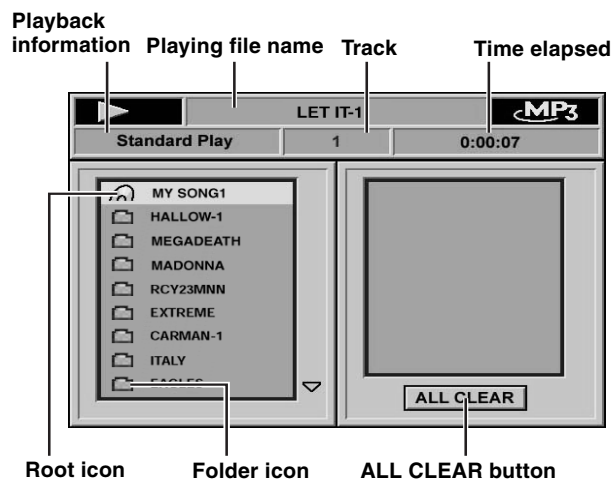 Playback
information
Playing file name
Track
Time elapsed
LET IT-1
MP3
Standard Play
1
0:00:07
MY SONG1
HALLOW-1
MEGADEATH
MADONNA
RCY23MNN
EXTREME
CARMAN-1
ITALY
EAGLES
ALL CLEAR
Root icon
Folder icon
ALL CLEAR button